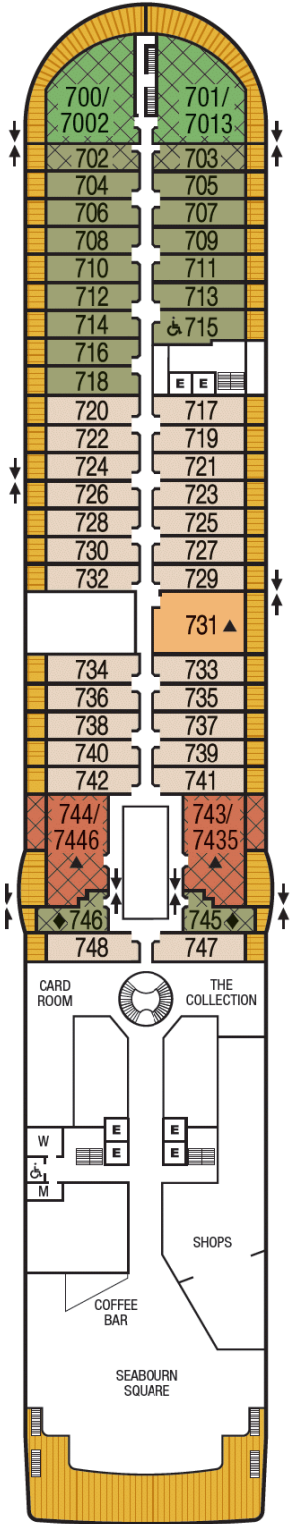 700/ 701/
7002 7013
702 703
704 705
706 707
708 709
710 711
712 713
714 715
716
718 E E
720 717
722 719
724 721
726 723
728 725
730 727
732 729
731
734 733
736 735
738 737
740 739
742 741
744/ 743/
7446 7435
746 745
748 747
CARD THE
ROOM COLLECTION
E E
W
E E
M
SHOPS
COFFEE
BAR
SEABOURN
SQUARE